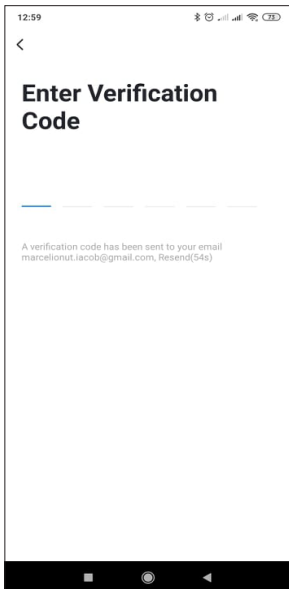 12:59
73
Enter Verification
Code
A verification code has been sent to your email
marcelionut.iacob@gmail.com, Resend(54s)